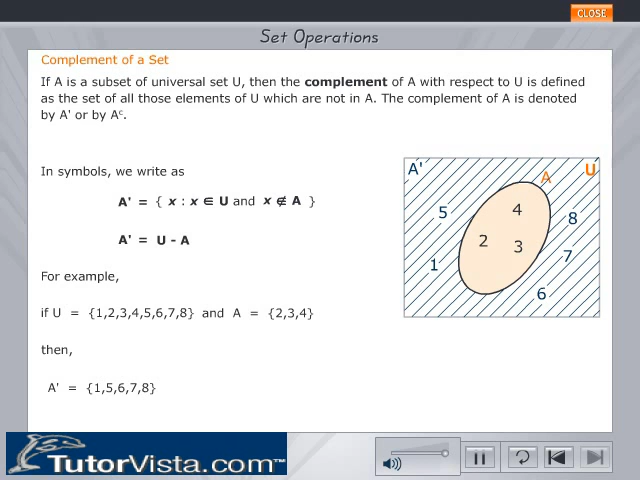 CLOSE
Set Operations
Complement of a Set
If A is a subset of universal set U, then the complement of A with respect to U is defined
as the set of all those elements of U which are not in A. The complement of A is denoted
by A' or by Aᶜ.
In symbols, we write as
A' = { x : x ∈ U and x ∉ A }
A' = U - A
For example,
if U = {1,2,3,4,5,6,7,8} and A = {2,3,4}
then,
A' = {1,5,6,7,8}
A' A U
5 4 8
2 3 7
1 6
TutorVista.com™